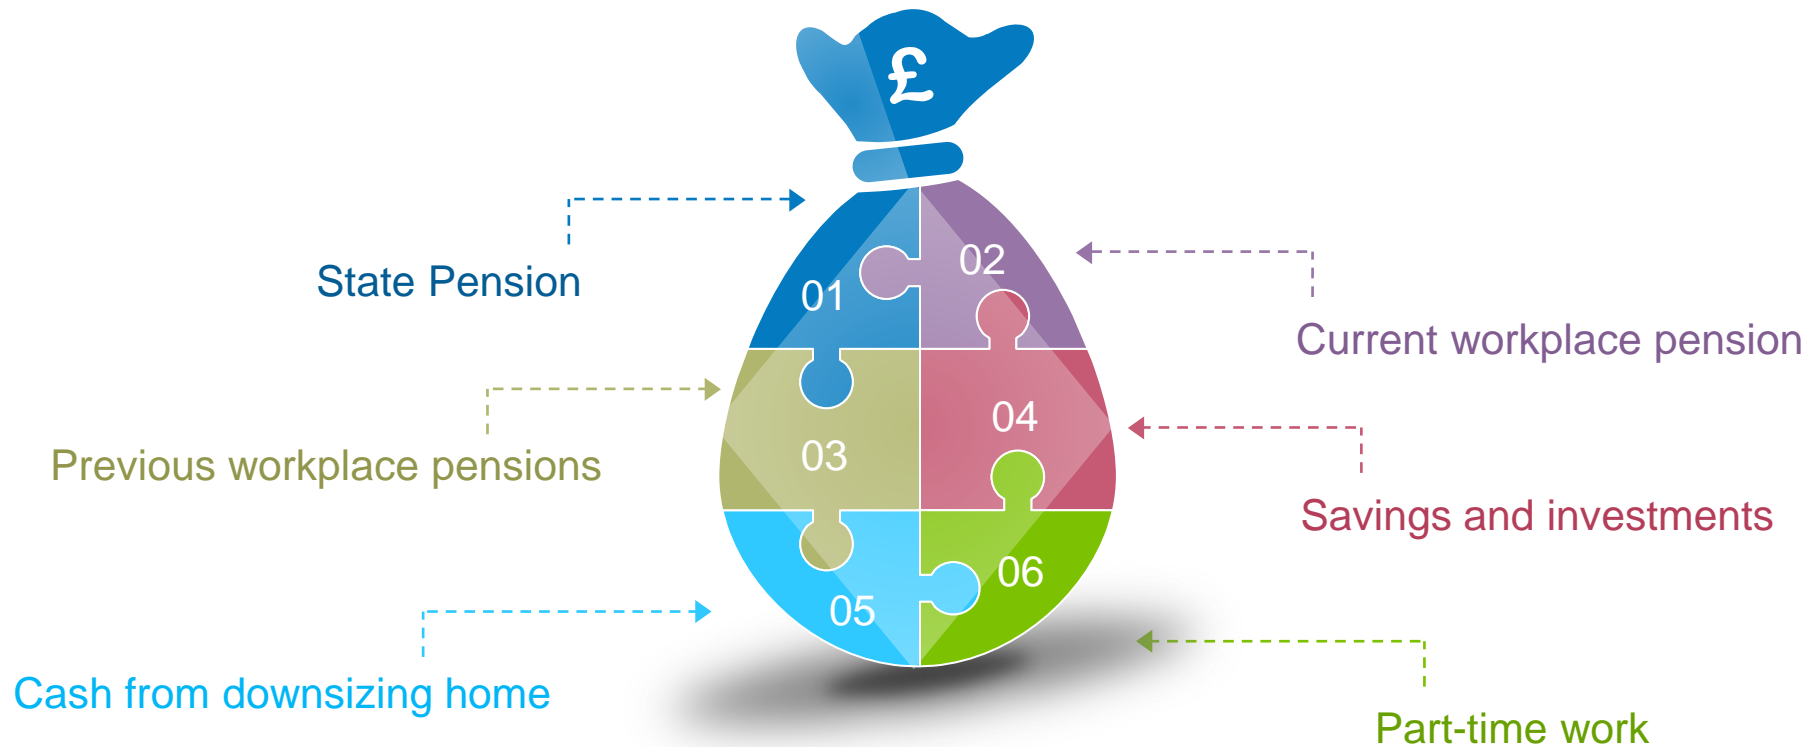 £
State Pension
01
02
Current workplace pension
Previous workplace pensions
03
04
Savings and investments
Cash from downsizing home
05
06
Part-time work